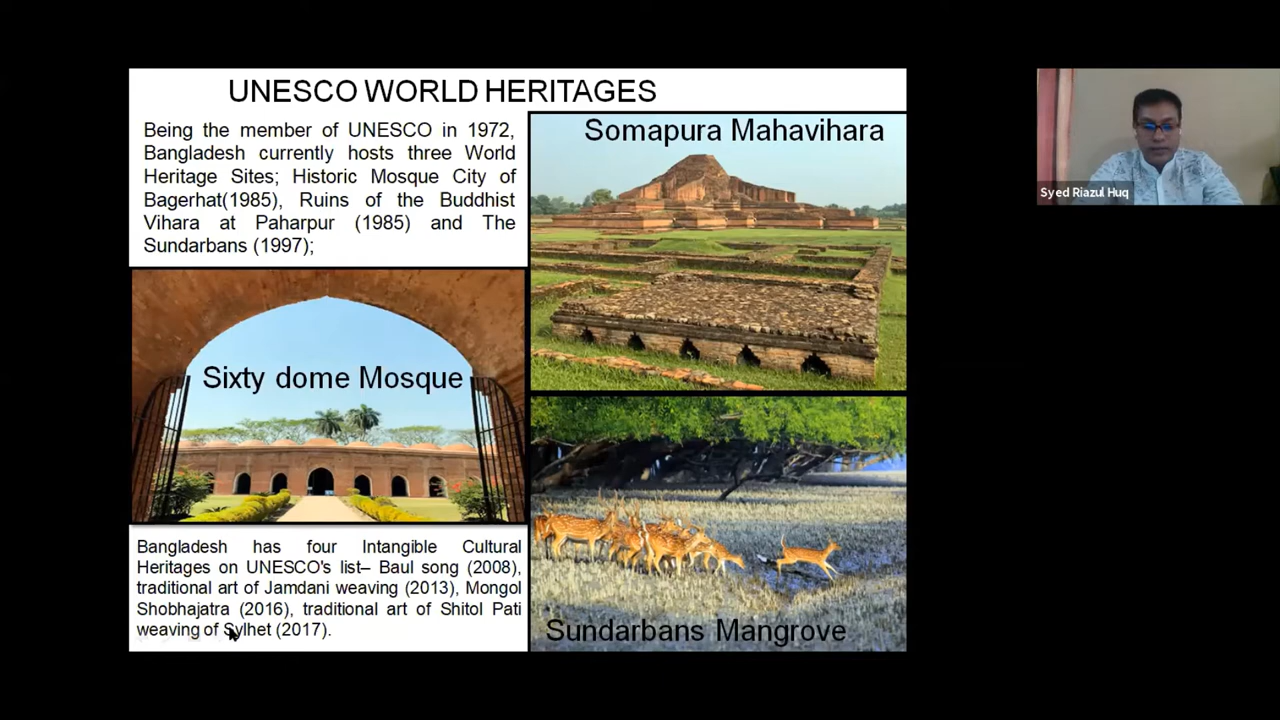 UNESCO WORLD HERITAGES
Being the member of UNESCO in 1972,
Bangladesh currently hosts three World
Heritage Sites; Historic Mosque City of
Bagerhat(1985), Ruins of the Buddhist
Vihara at Paharpur (1985) and The
Sundarbans (1997);
Somapura Mahavihara
Sixty dome Mosque
Bangladesh has four Intangible Cultural
Heritages on UNESCO's list– Baul song (2008),
traditional art of Jamdani weaving (2013), Mongol
Shobhajatra (2016), traditional art of Shitol Pati
weaving of Sylhet (2017).
Sundarbans Mangrove
Syed Riazul Huq